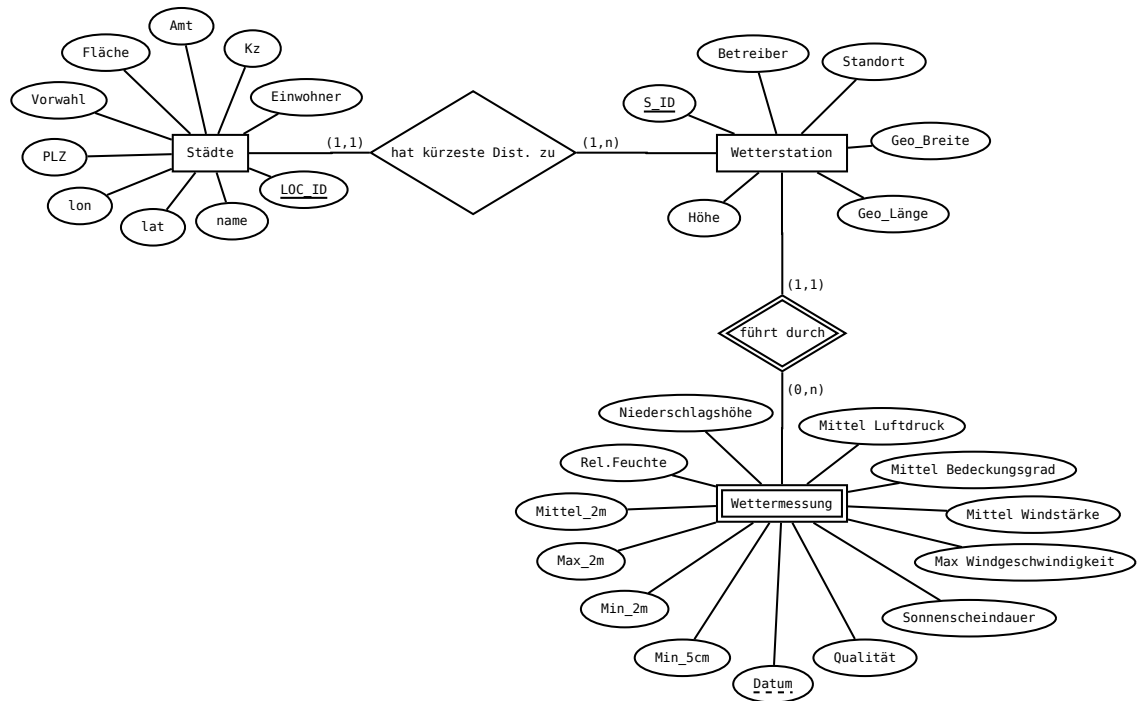 Amt
Kz
Fläche
Vorwahl
Einwohner
PLZ
Städte
LOC_ID
lon
lat
name
(1,1)
hat kürzeste Dist. zu
(1,n)
Betreiber
Standort
S_ID
Geo_Breite
Wetterstation
Höhe
Geo_Länge
(1,1)
führt durch
(0,n)
Niederschlagshöhe
Mittel Luftdruck
Rel.Feuchte
Mittel Bedeckungsgrad
Wettermessung
Mittel_2m
Mittel Windstärke
Max_2m
Max Windgeschwindigkeit
Min_2m
Sonnenscheindauer
Min_5cm
Qualität
Datum